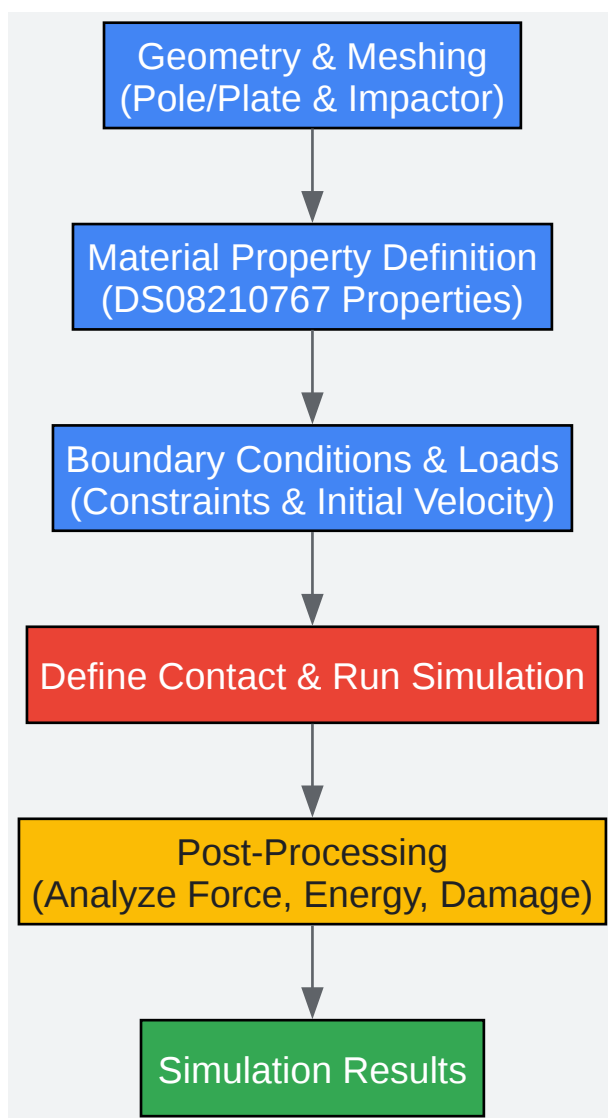 Geometry & Meshing
(Pole/Plate & Impactor)
Material Property Definition
(DS08210767 Properties)
Boundary Conditions & Loads
(Constraints & Initial Velocity)
Define Contact & Run Simulation
Post-Processing
(Analyze Force, Energy, Damage)
Simulation Results